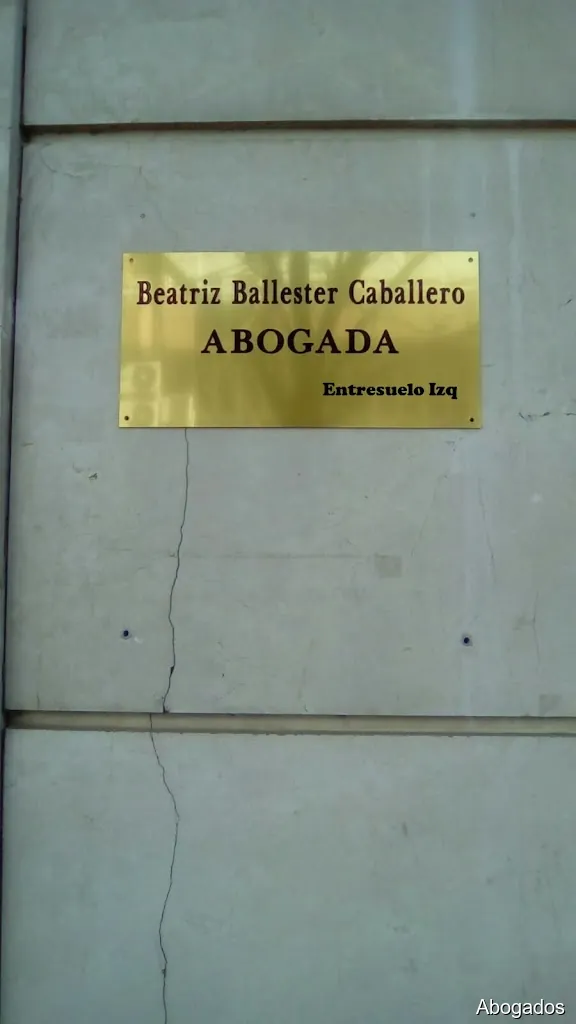 Beatriz Ballester Caballero
ABOGADA
Entresuelo Izq
Abogados